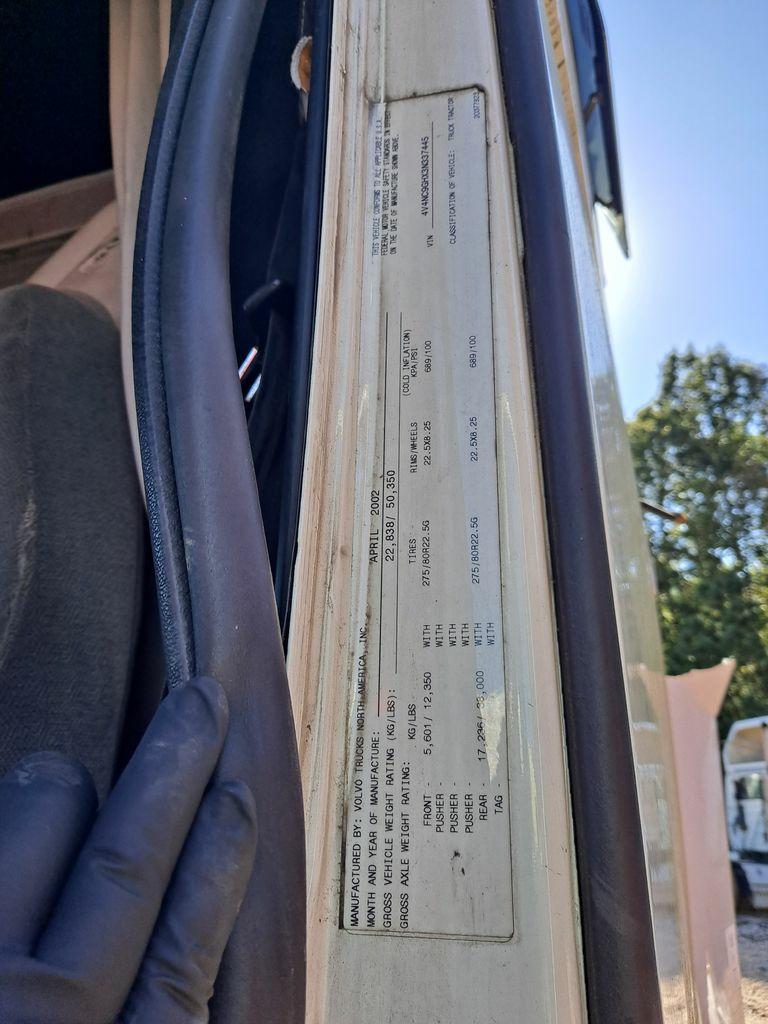 MANUFACTURED BY: VOLVO TRUCKS NORTH AMERICA, INC.
MONTH AND YEAR OF MANUFACTURE: APRIL 2002
GROSS VEHICLE WEIGHT RATING (KG/LBS): 22,838/ 50,350
GROSS AXLE WEIGHT RATING:
KG/LBS TIRES - RIMS/WHEELS (COLD INFLATION) KPA/PSI
FRONT - 5,601/ 12,350 WITH 275/80R22.5G 22.5X8.25 689/100
PUSHER - WITH
PUSHER - WITH
PUSHER - WITH
REAR - 17,236/ 38,000 WITH 275/80R22.5G 22.5X8.25 689/100
TAG - WITH
THIS VEHICLE CONFORMS TO ALL APPLICABLE U.S.A.
FEDERAL MOTOR VEHICLE SAFETY STANDARDS IN EFFECT
ON THE DATE OF MANUFACTURE SHOWN ABOVE.
VIN 4V4NC9GHX3N337445
CLASSIFICATION OF VEHICLE: TRUCK TRACTOR